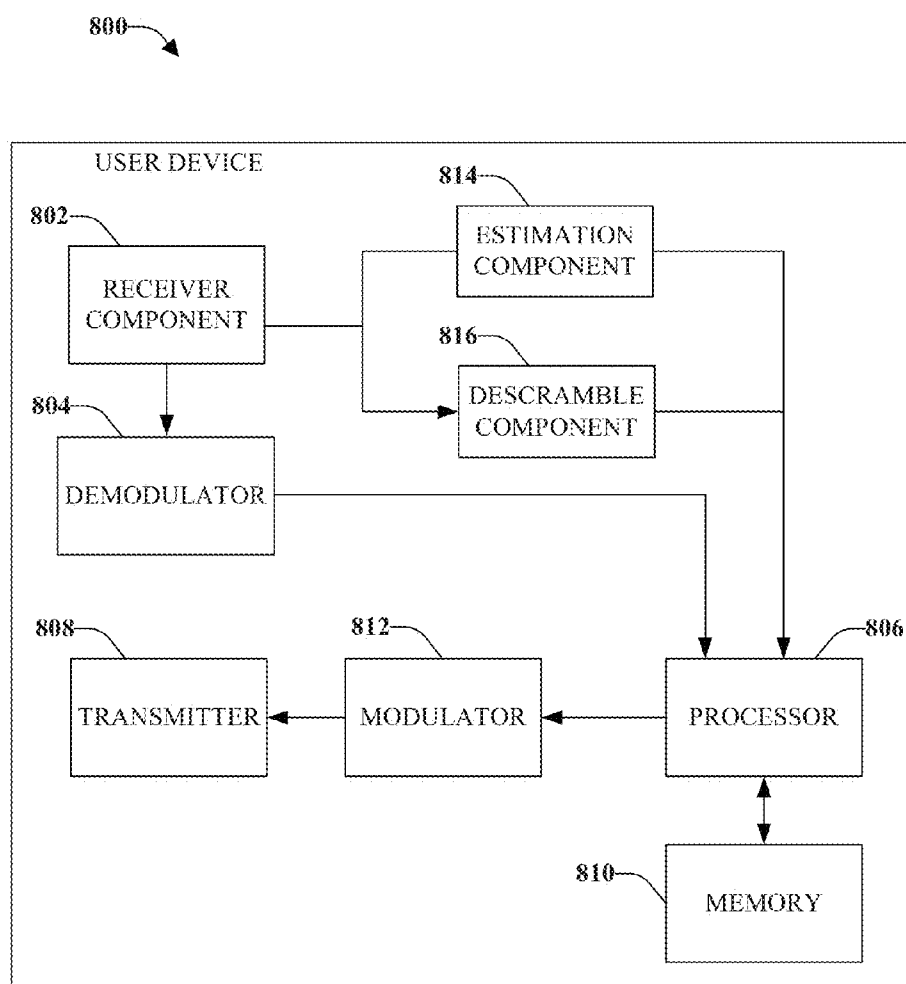 800
USER DEVICE
814
802
ESTIMATION
COMPONENT
RECEIVER
COMPONENT
816
804
DESCRAMBLE
COMPONENT
DEMODULATOR
808
812
806
TRANSMITTER
MODULATOR
PROCESSOR
810
MEMORY